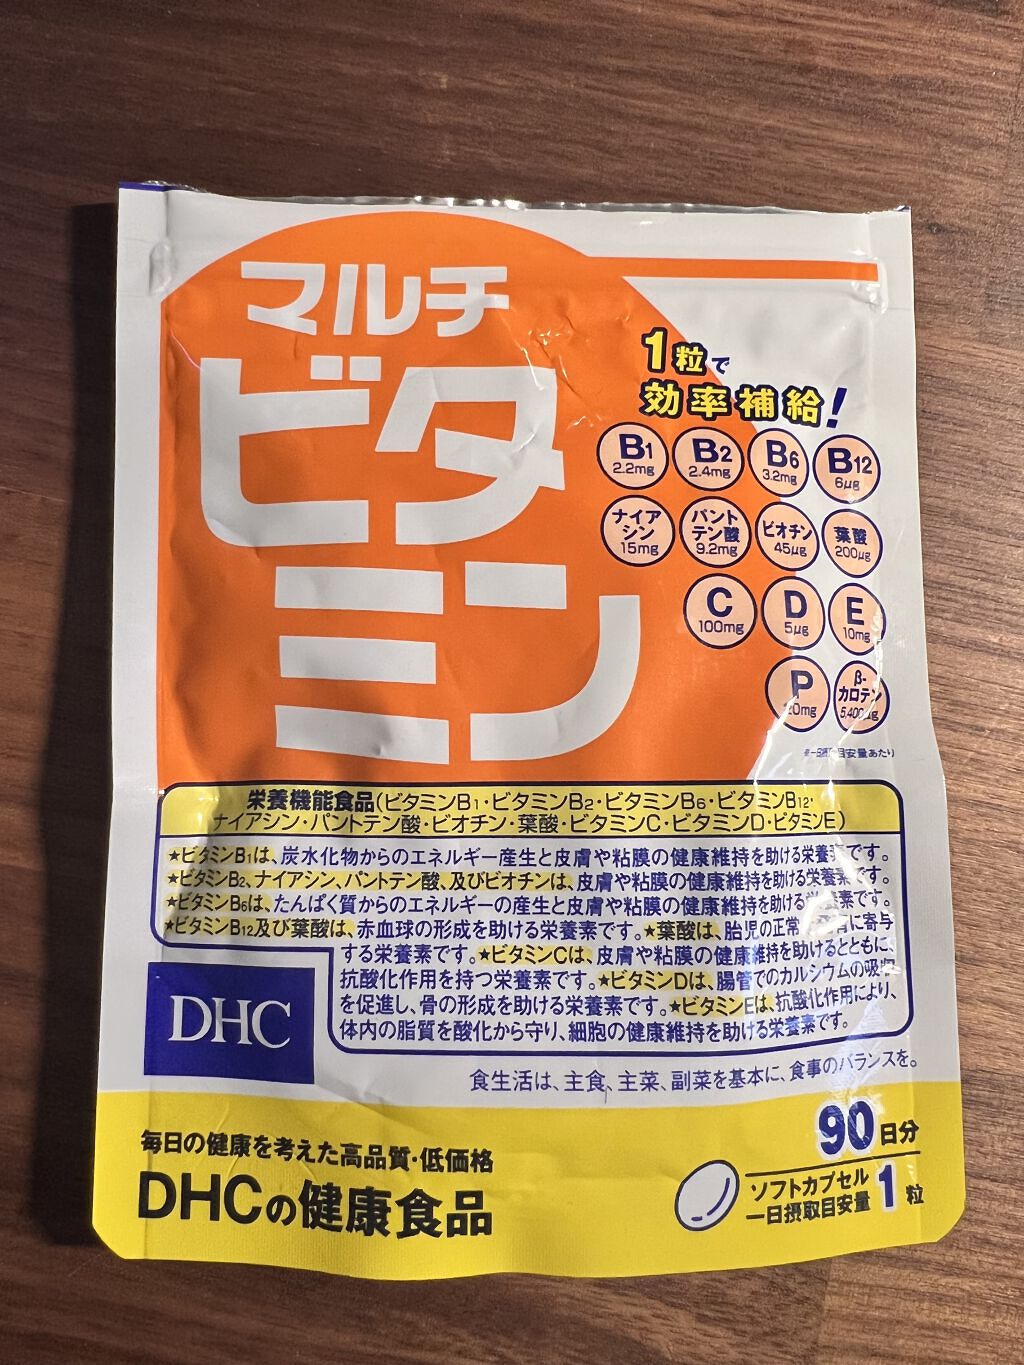 マルチ
ビタ
ミン
1粒で
効率補給!
B1 2.2mg
B2 2.4mg
B6 3.2mg
B12 6μg
ナイアシン 15mg
パントテン酸 9.2mg
ビオチン 45μg
葉酸 200μg
C 100mg
D 5μg
E 10mg
P
β-カロテン 5,400μg
目安量あたり
栄養機能食品(ビタミンB1・ビタミンB2・ビタミンB6・ビタミンB12・
ナイアシン・パントテン酸・ビオチン・葉酸・ビタミンC・ビタミンD・ビタミンE)
★ビタミンB1は、炭水化物からのエネルギー産生と皮膚や粘膜の健康維持を助ける栄養素です。
★ビタミンB2、ナイアシン、パントテン酸、及びビオチンは、皮膚や粘膜の健康維持を助ける栄養素です。
★ビタミンB6は、たんぱく質からのエネルギーの産生と皮膚や粘膜の健康維持を助ける栄養素です。
★ビタミンB12及び葉酸は、赤血球の形成を助ける栄養素です。★葉酸は、胎児の正常 発育に寄与
する栄養素です。★ビタミンCは、皮膚や粘膜の健康維持を助けるとともに、
抗酸化作用を持つ栄養素です。★ビタミンDは、腸管でのカルシウムの吸収
を促進し、骨の形成を助ける栄養素です。★ビタミンEは、抗酸化作用により、
体内の脂質を酸化から守り、細胞の健康維持を助ける栄養素です。
DHC
食生活は、主食、主菜、副菜を基本に、食事のバランスを。
90日分
毎日の健康を考えた高品質・低価格
DHCの健康食品
ソフトカプセル
一日摂取目安量 1粒